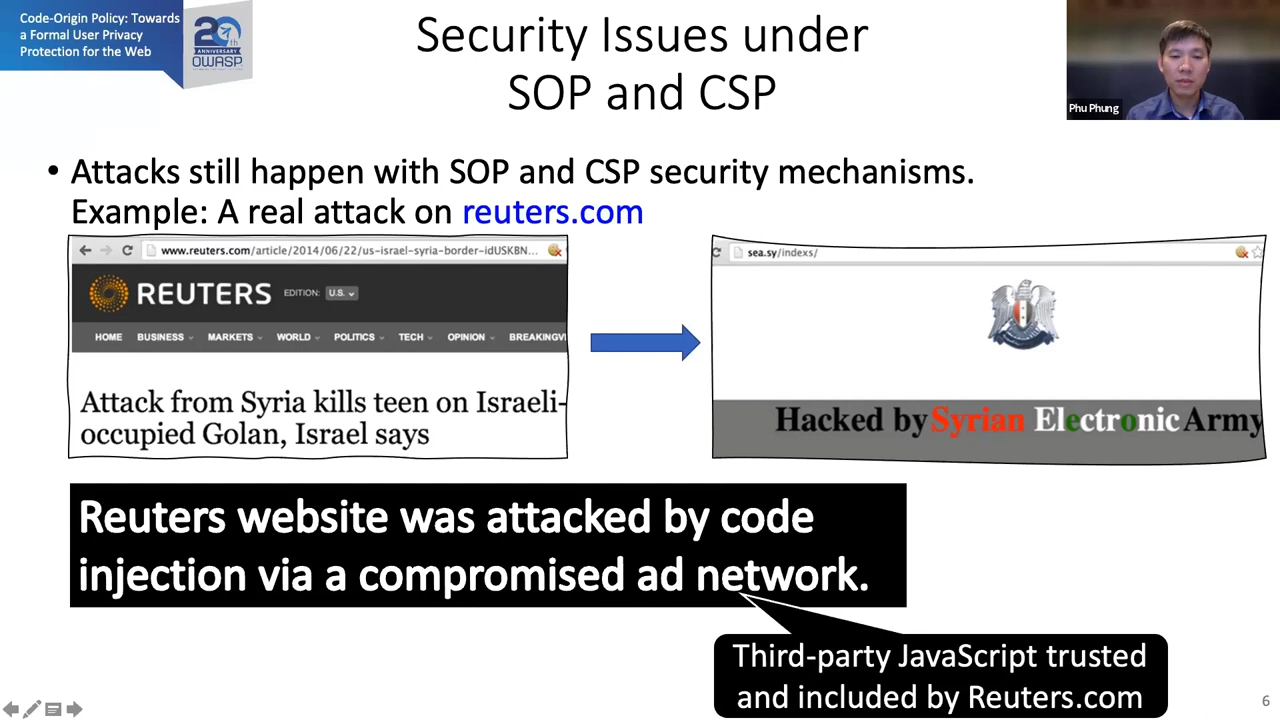 Code-Origin Policy: Towards
a Formal User Privacy
Protection for the Web
20th
ANNIVERSARY
OWASP
Security Issues under
SOP and CSP
Phu Phung
• Attacks still happen with SOP and CSP security mechanisms.
Example: A real attack on reuters.com
www.reuters.com/article/2014/06/22/us-israel-syria-border-idUSKBN...
REUTERS EDITION: U.S.
HOME BUSINESS MARKETS WORLD POLITICS TECH OPINION BREAKINGVI
Attack from Syria kills teen on Israeli-
occupied Golan, Israel says
sea.sy/indexs/
Hacked by Syrian Electronic Army
Reuters website was attacked by code
injection via a compromised ad network.
Third-party JavaScript trusted
and included by Reuters.com
6